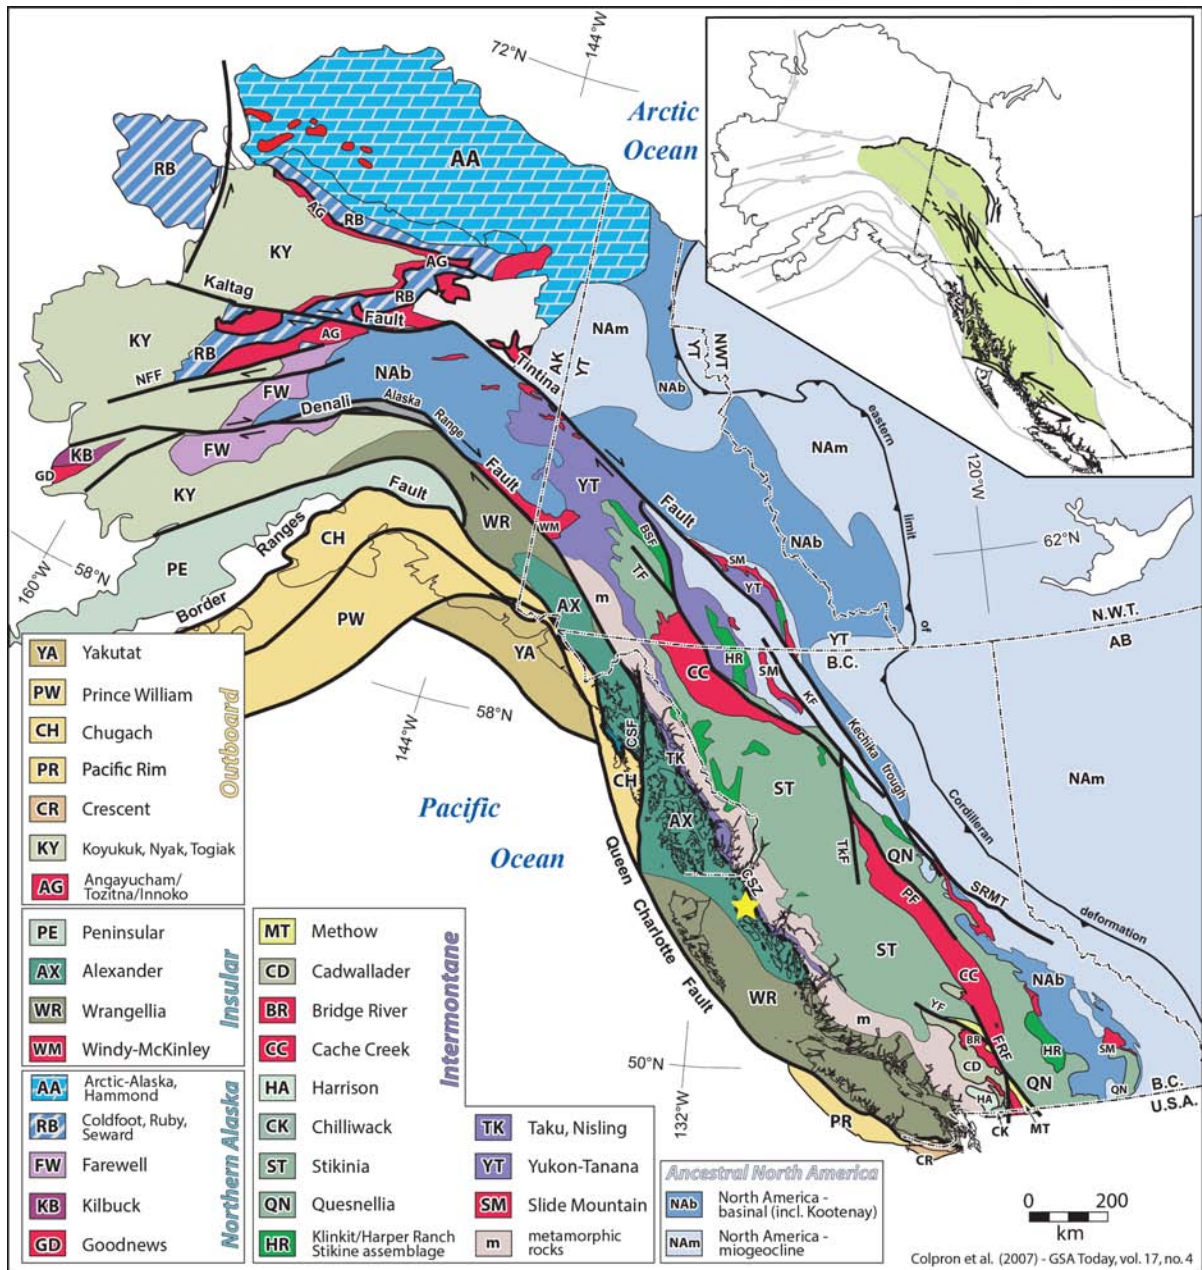 72°N
144°W
Arctic
Ocean
AA
RB
AG
RB
KY
AG
Kaltag
RB
Fault
KY
AG
RB
NFF
NAm
AK
YT
NWT
YT
NAb
Tintina
NAb
FW
Denali
Alaska
Range
Fault
eastern
limit
of
Cordilleran
deformation
NAm
120°W
KB
FW
GD
KY
Fault
WR
WM
YT
Fault
BSF
TF
SM
YT
NAb
62°N
160°W
58°N
PE
Border
Ranges
Fault
CH
PW
YA
AX
m
CC
HR
SM
KF
YT
B.C.
N.W.T.
AB
58°N
144°W
CSF
CH
TK
AX
ST
Kechika trough
NAm
Pacific
Ocean
Queen Charlotte Fault
CSZ
TkF
QN
PF
SRMT
ST
CC
NAb
WR
m
YF
BR
FRF
CD
HR
SM
HA
QN
QN
50°N
132°W
PR
CR
CK
MT
B.C.
U.S.A.
YA Yakutat
PW Prince William
CH Chugach
PR Pacific Rim
CR Crescent
KY Koyukuk, Nyak, Togiak
AG Angayucham/
Tozitna/Innoko
Outboard
PE Peninsular
AX Alexander
WR Wrangellia
WM Windy-McKinley
Insular
AA Arctic-Alaska,
Hammond
RB Coldfoot, Ruby,
Seward
FW Farewell
KB Kilbuck
GD Goodnews
Northern Alaska
MT Methow
CD Cadwallader
BR Bridge River
CC Cache Creek
HA Harrison
CK Chilliwack
ST Stikinia
QN Quesnellia
HR Klinkit/Harper Ranch
Stikine assemblage
Intermontane
TK Taku, Nisling
YT Yukon-Tanana
SM Slide Mountain
m metamorphic
rocks
Ancestral North America
NAb North America -
basinal (incl. Kootenay)
NAm North America -
miogeocline
0 200
km
Colpron et al. (2007) - GSA Today, vol. 17, no. 4